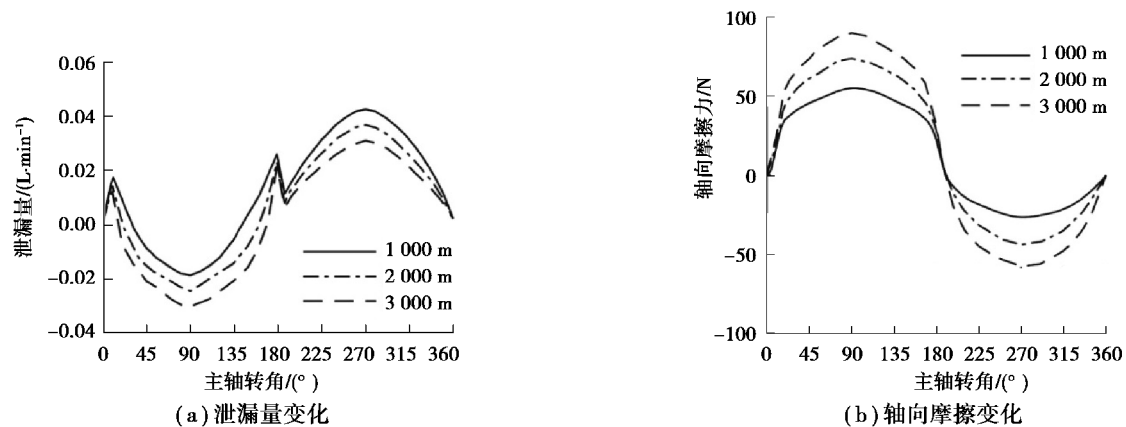 0.06
0.04
0.02
0.00
−0.02
−0.04
泄漏量/(L·min⁻¹)
1 000 m
2 000 m
3 000 m
0 45 90 135 180 225 270 315 360
主轴转角/(° )
(a)泄漏量变化
100
50
0
−50
−100
轴向摩擦力/N
1 000 m
2 000 m
3 000 m
0 45 90 135 180 225 270 315 360
主轴转角/(° )
(b)轴向摩擦变化